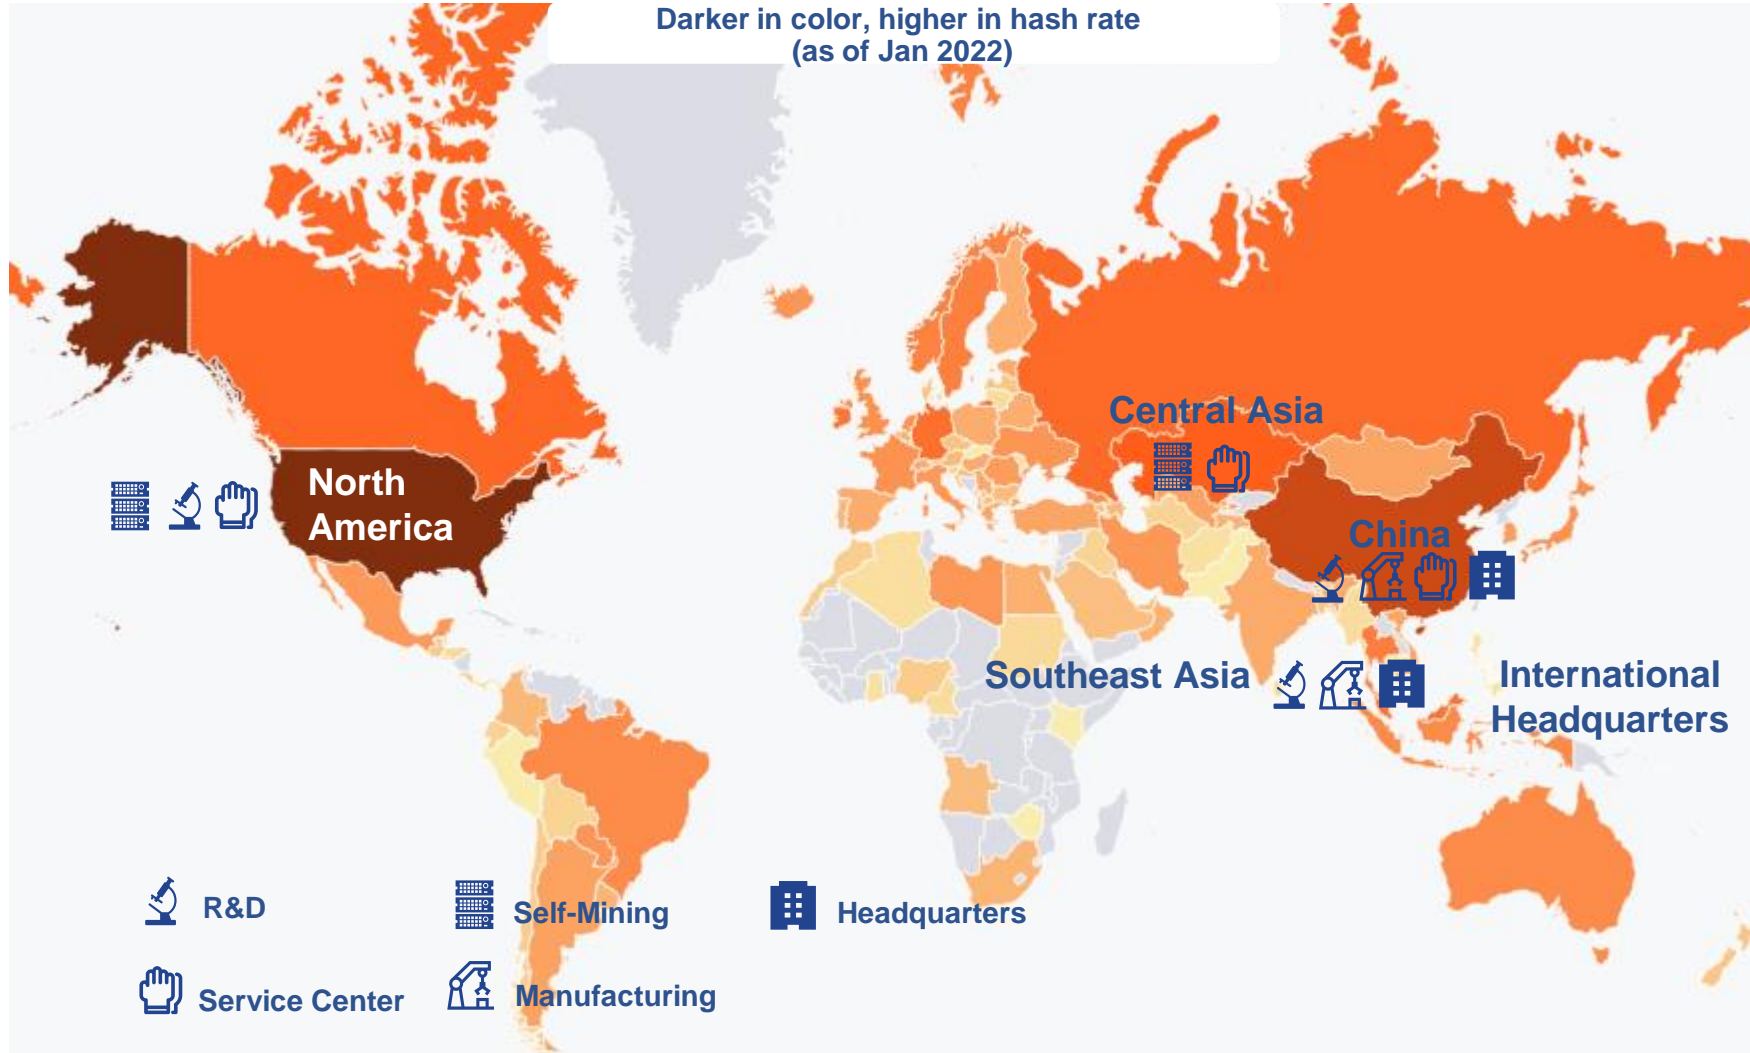 Darker in color, higher in hash rate
(as of Jan 2022)
Central Asia
North
America
China
Southeast Asia
International
Headquarters
R&D
Self-Mining
Headquarters
Service Center
Manufacturing